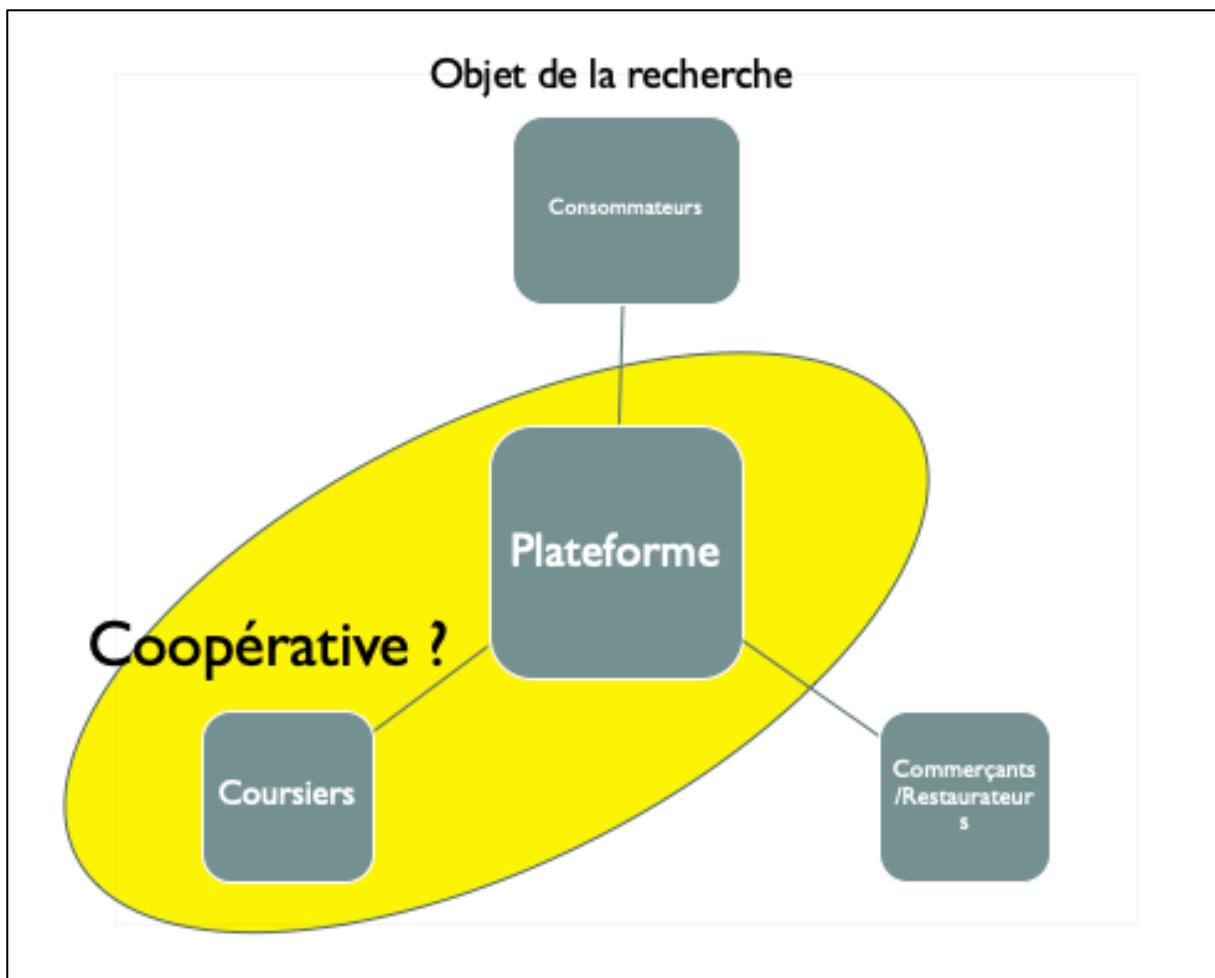 Objet de la recherche
Consommateurs
Plateforme
Coopérative ?
Coursiers
Commerçants
/Restaurateur
s